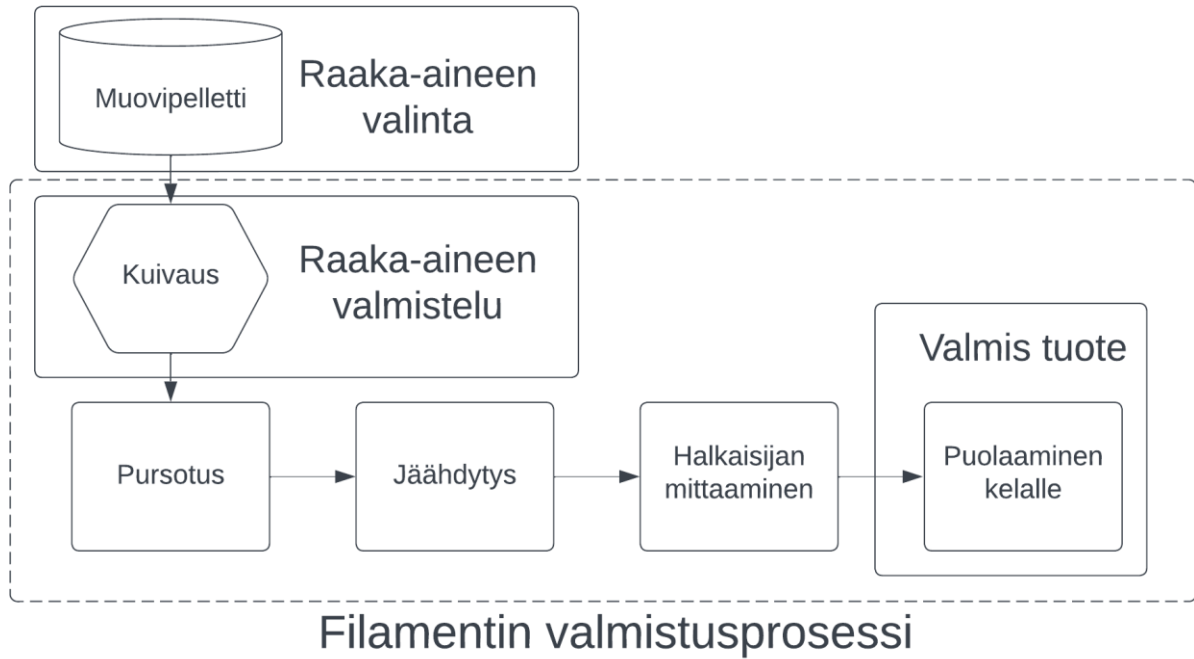 Muovipelletti
Raaka-aineen
valinta
Kuivaus
Raaka-aineen
valmistelu
Valmis tuote
Pursotus
Jäähdytys
Halkaisijan
mittaaminen
Puolaaminen
kelalle
Filamentin valmistusprosessi